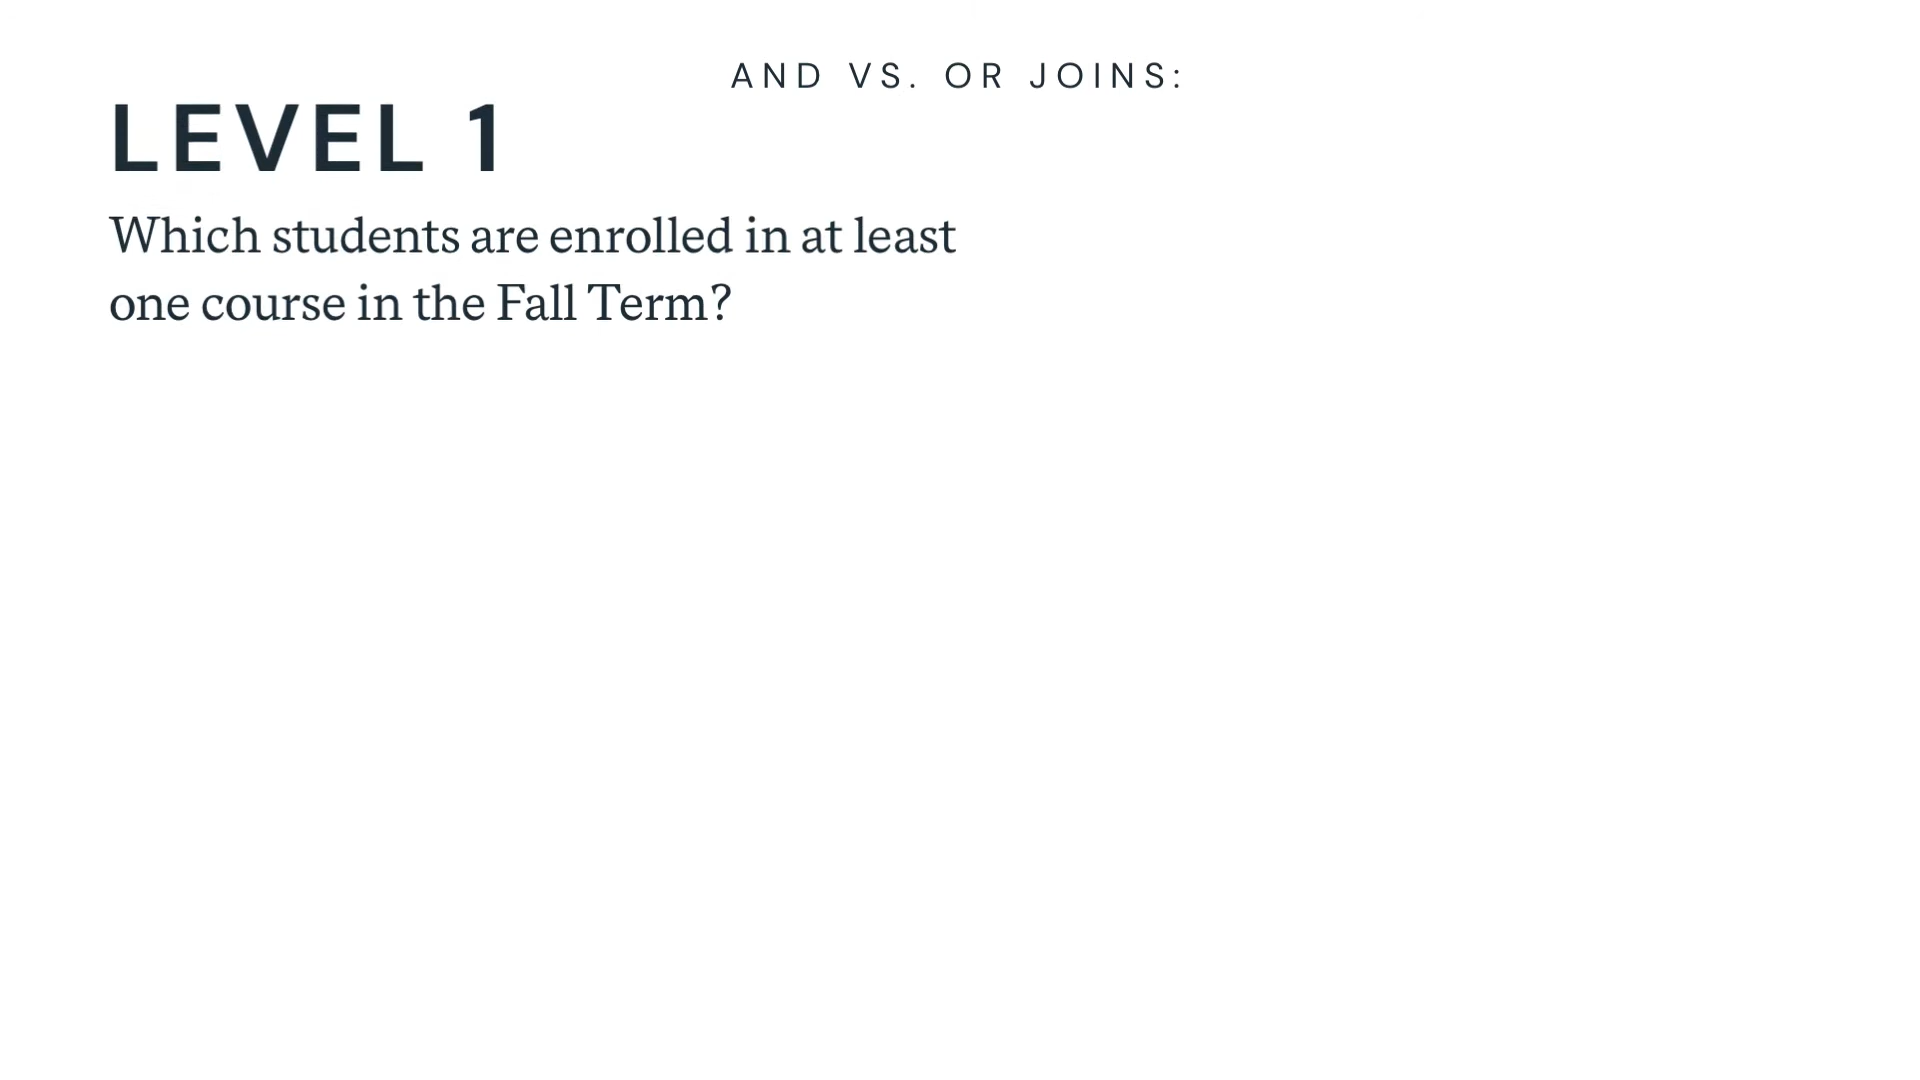 AND VS. OR JOINS:
LEVEL 1
Which students are enrolled in at least
one course in the Fall Term?